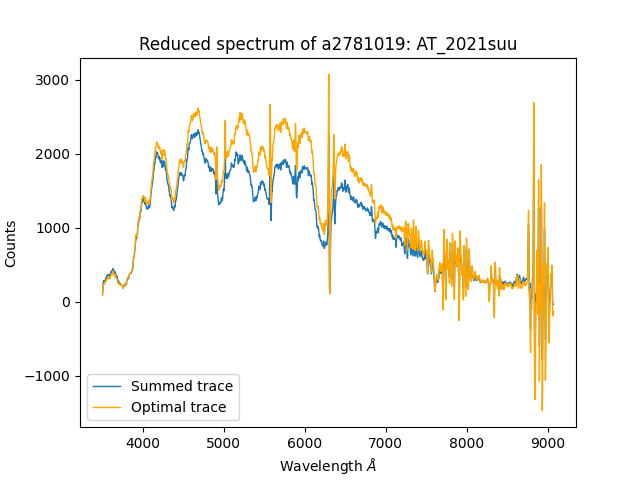 Reduced spectrum of a2781019: AT_2021suu
3000
2000
1000
0
−1000
Counts
Summed trace
Optimal trace
4000 5000 6000 7000 8000 9000
Wavelength Å